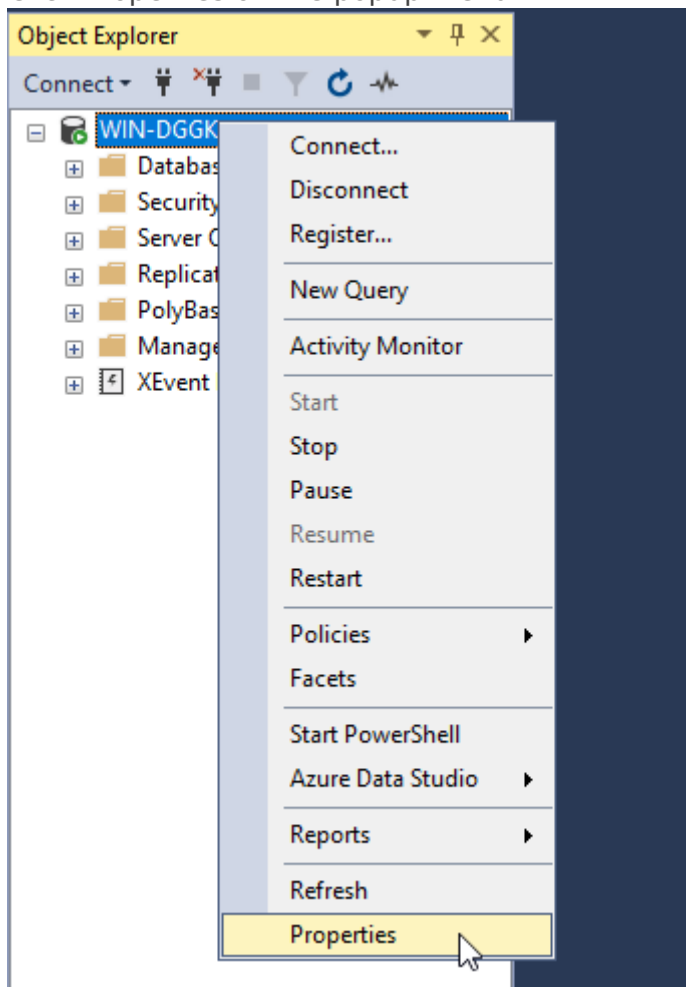 Object Explorer
Connect
WIN-DGGK
Connect...
Databas
Disconnect
Security
Register...
Server
Replicat
New Query
PolyBas
Manage
Activity Monitor
XEvent
Start
Stop
Pause
Resume
Restart
Policies
Facets
Start PowerShell
Azure Data Studio
Reports
Refresh
Properties